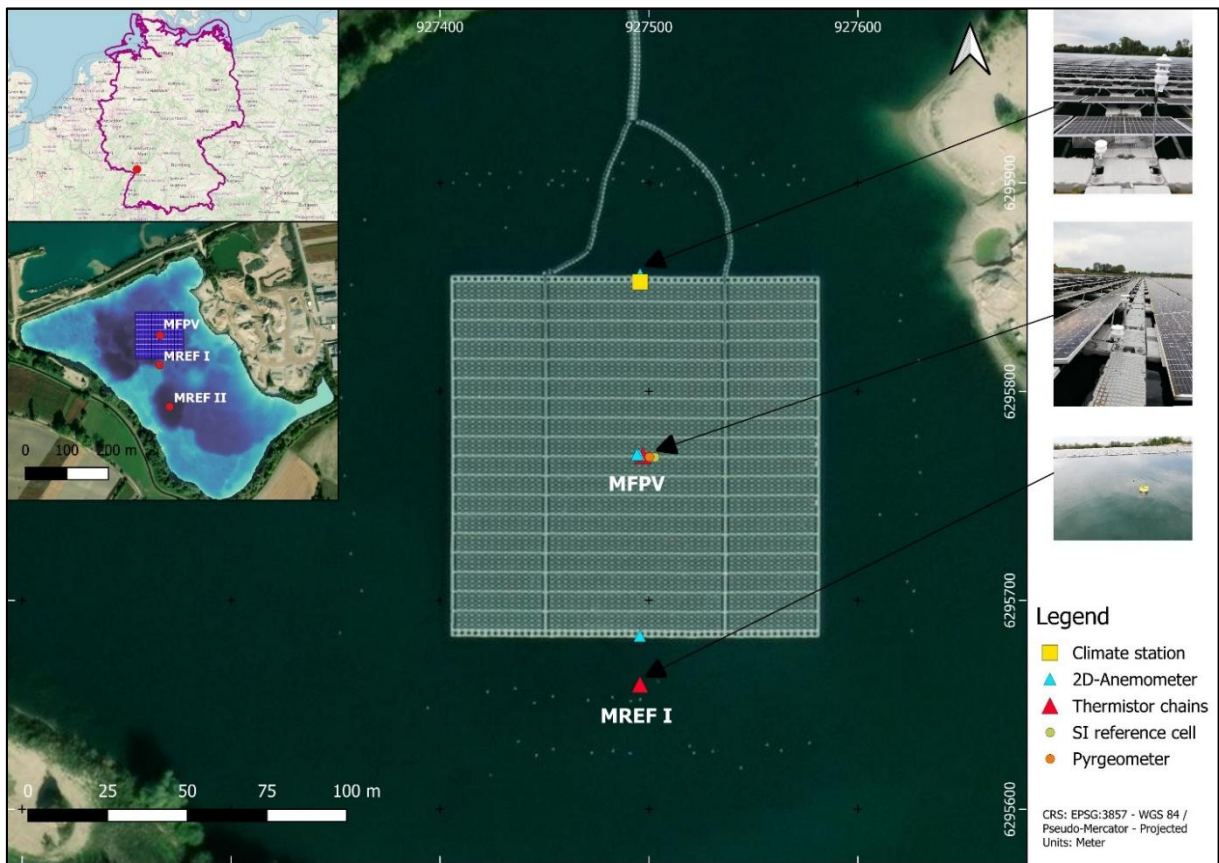 927400
927500
927600
6295900
6295800
6295700
6295600
MFPV
MREF I
MREF II
0 100 200 m
MFPV
MREF I
0 25 50 75 100 m
Legend
Climate station
2D-Anemometer
Thermistor chains
SI reference cell
Pyrgeometer
CRS: EPSG:3857 - WGS 84 /
Pseudo-Mercator - Projected
Units: Meter